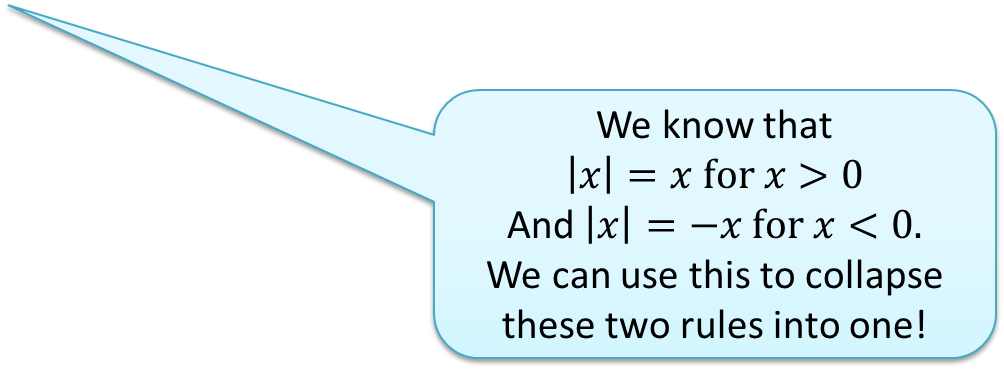 We know that
|x| = x for x > 0
And |x| = −x for x < 0.
We can use this to collapse
these two rules into one!